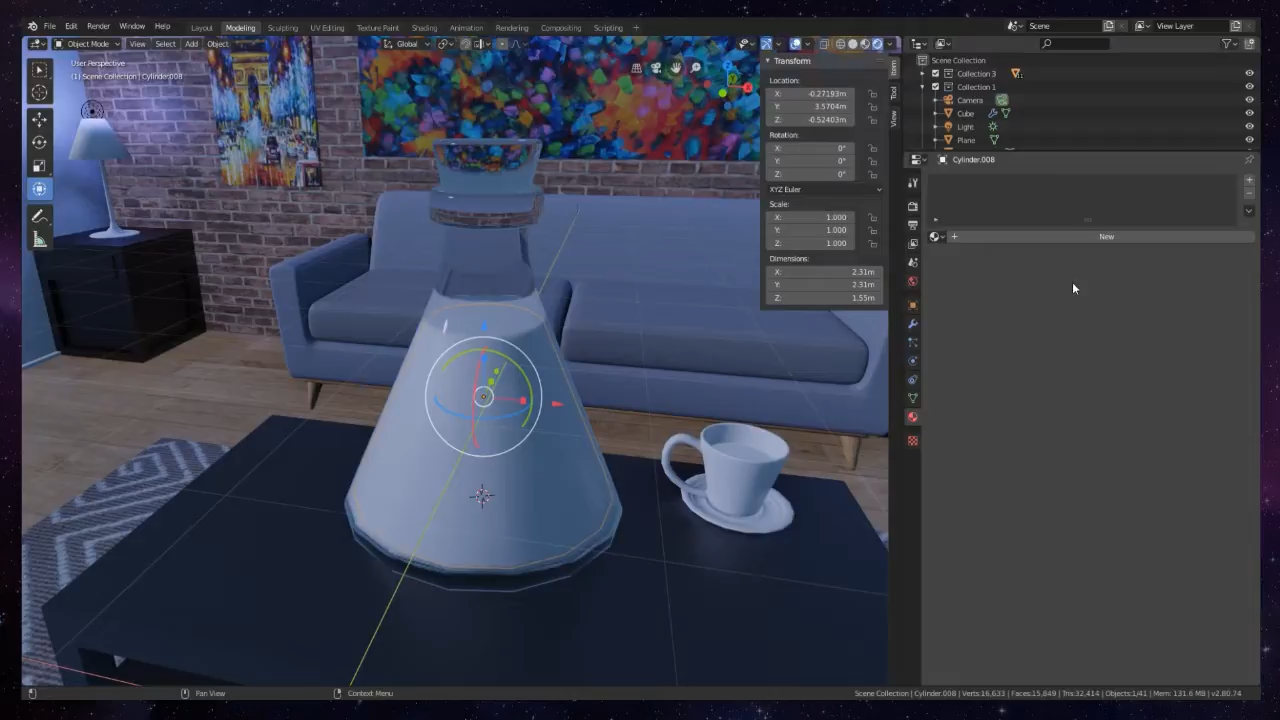 File Edit Render Window Help
Layout Modeling Sculpting UV Editing Texture Paint Shading Animation Rendering Compositing Scripting +
Scene
View Layer
Object Mode View Select Add Object
Global
User Perspective
(1) Scene Collection | Cylinder.008
Transform
Location:
X: -0.27193m
Y: 3.5704m
Z: -0.52403m
Rotation:
X: 0°
Y: 0°
Z: 0°
XYZ Euler
Scale:
X: 1.000
Y: 1.000
Z: 1.000
Dimensions:
X: 2.31m
Y: 2.31m
Z: 1.55m
Item
Tool
View
Scene Collection
Collection 3
Collection 1
Camera
Cube
Light
Plane
Cylinder.008
New
Pan View
Context Menu
Scene Collection | Cylinder.008 | Verts:16,633 | Faces:15,849 | Tris:32,414 | Objects:1/41 | Mem: 131.6 MB | v2.80.74